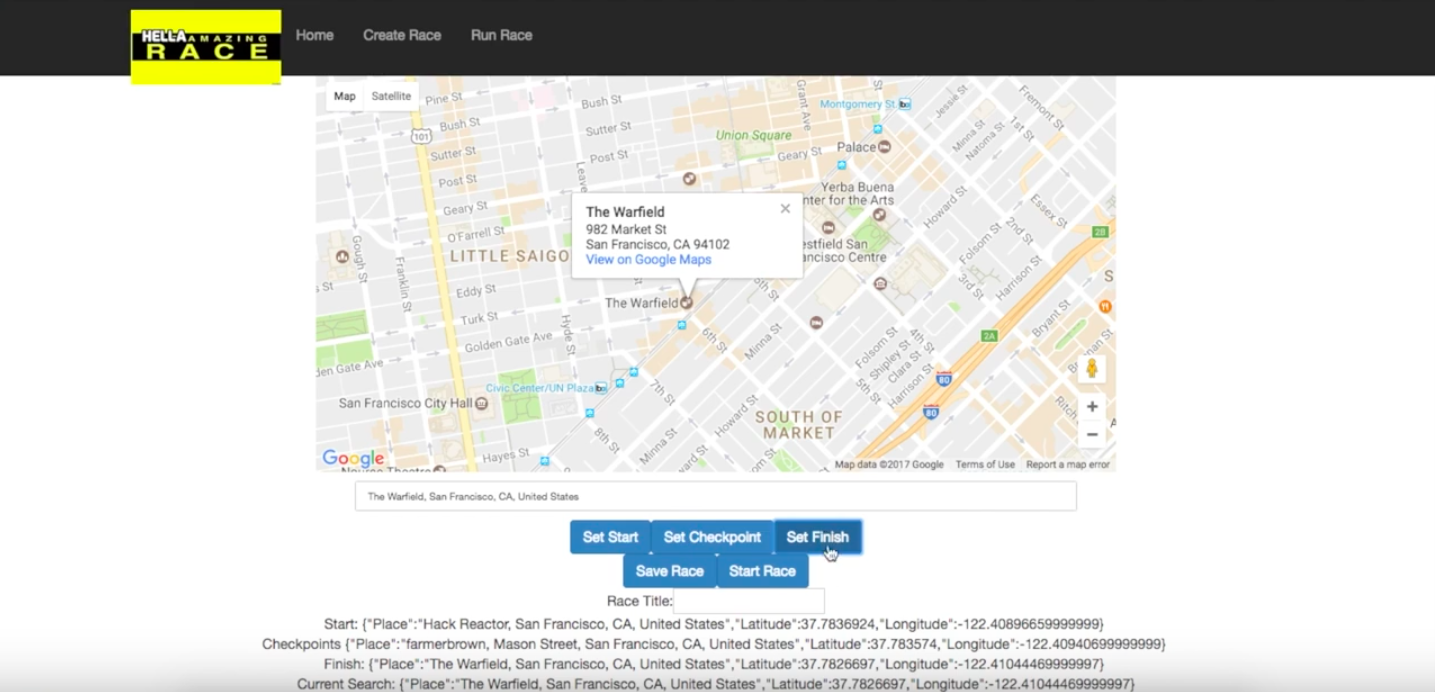 HELLA AMAZING
RACE
Home Create Race Run Race
Map Satellite
Pine St
Bush St
Montgomery St.
Jessie St
Fremont St
101
Bush St
Sutter St
Grant Ave
Union Square
Minna St
Natoma St
1st St
Sutter St
Post St
Geary St
Palace
Post St
Leave
Yerba Buena
nter for the Arts
Howard St
2nd St
Essex St
Geary St
The Warfield
982 Market St
San Francisco, CA 94102
View on Google Maps
O'Farrell St
Gough St
Franklin St
LITTLE SAIGO
estfield San
ancisco Centre
Folsom St
Harrison St
2B
3rd St
s St
Eddy St
The Warfield
Turk St
Hyde St
6th St
Minna St
Bryant St
Golden Gate Ave
Folsom St
Shipley St
Clara St
Harrison St
4th St
5th St
2A
den Gate Ave
80
Civic Center/UN Plaza
7th St
San Francisco City Hall
Howard St
SOUTH OF
MARKET
80
Ritch
8th St
Minna St
Hayes St
Google
Map data ©2017 Google Terms of Use Report a map error
The Warfield, San Francisco, CA, United States
Set Start Set Checkpoint Set Finish
Save Race Start Race
Race Title:
Start: {"Place":"Hack Reactor, San Francisco, CA, United States","Latitude":37.7836924,"Longitude":-122.40896659999999}
Checkpoints {"Place":"farmerbrown, Mason Street, San Francisco, CA, United States","Latitude":37.783574,"Longitude":-122.40940699999999}
Finish: {"Place":"The Warfield, San Francisco, CA, United States","Latitude":37.7826697,"Longitude":-122.41044469999997}
Current Search: {"Place":"The Warfield, San Francisco, CA, United States","Latitude":37.7826697,"Longitude":-122.41044469999997}